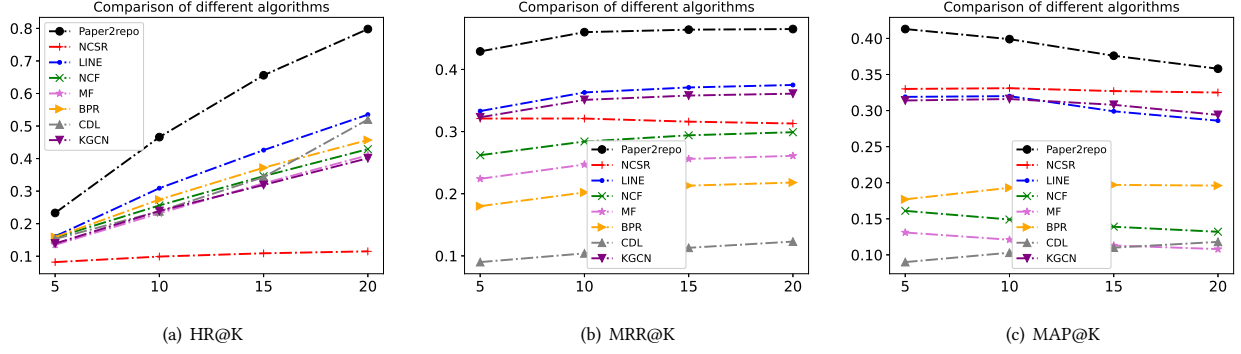 Comparison of different algorithms
0.8
0.7
0.6
0.5
0.4
0.3
0.2
0.1
5
10
15
20
Paper2repo
NCSR
LINE
NCF
MF
BPR
CDL
KGCN
(a) HR@K
Comparison of different algorithms
0.4
0.3
0.2
0.1
5
10
15
20
Paper2repo
NCSR
LINE
NCF
MF
BPR
CDL
KGCN
(b) MRR@K
Comparison of different algorithms
0.40
0.35
0.30
0.25
0.20
0.15
0.10
5
10
15
20
Paper2repo
NCSR
LINE
NCF
MF
BPR
CDL
KGCN
(c) MAP@K